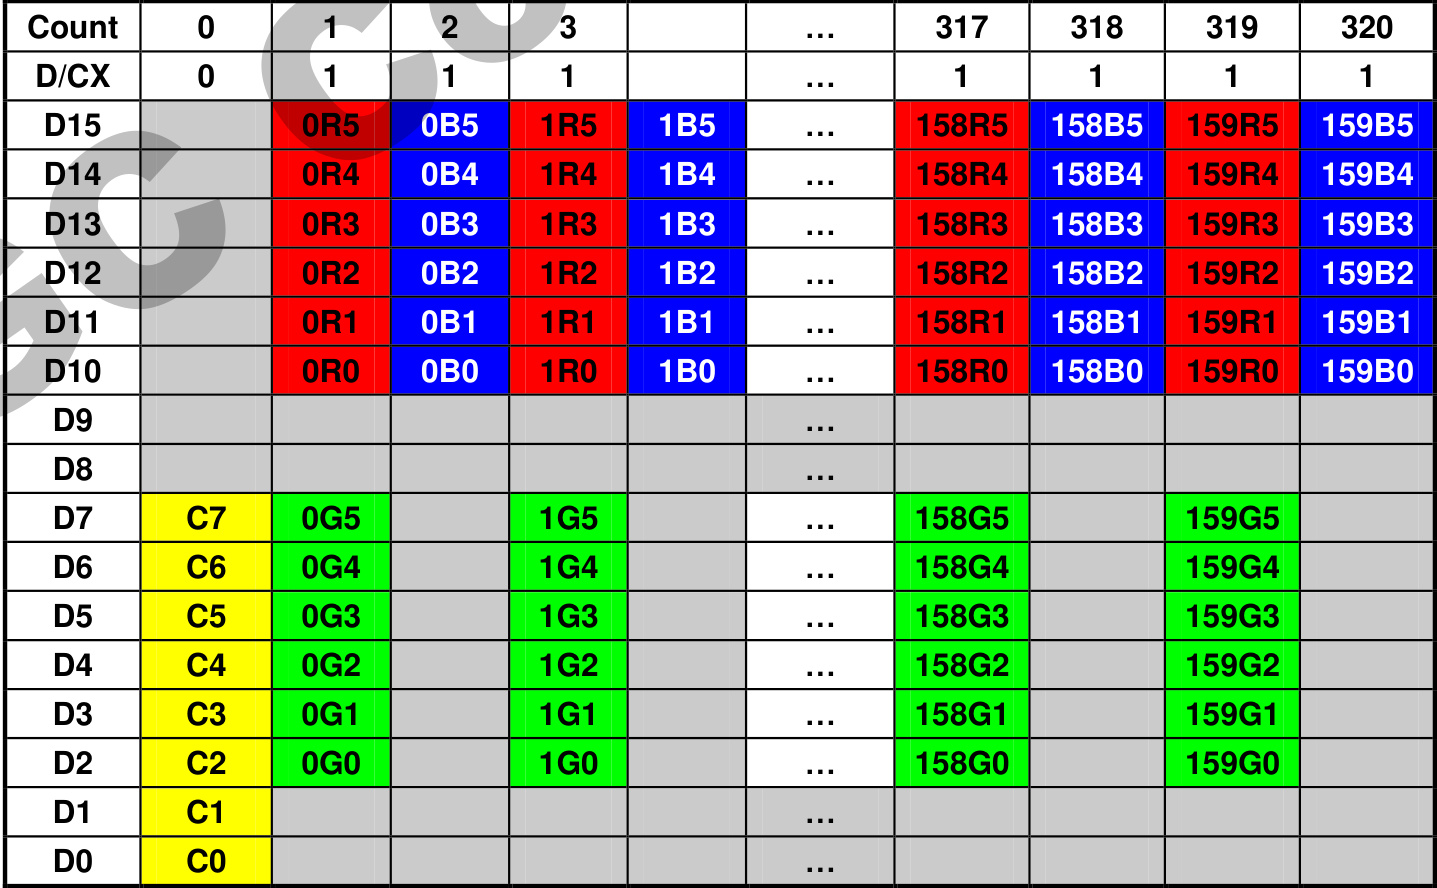 Count 0 1 2 3 ... 317 318 319 320
D/CX 0 1 1 1 ... 1 1 1 1
D15 0R5 0B5 1R5 1B5 ... 158R5 158B5 159R5 159B5
D14 0R4 0B4 1R4 1B4 ... 158R4 158B4 159R4 159B4
D13 0R3 0B3 1R3 1B3 ... 158R3 158B3 159R3 159B3
D12 0R2 0B2 1R2 1B2 ... 158R2 158B2 159R2 159B2
D11 0R1 0B1 1R1 1B1 ... 158R1 158B1 159R1 159B1
D10 0R0 0B0 1R0 1B0 ... 158R0 158B0 159R0 159B0
D9 ...
D8 ...
D7 C7 0G5 1G5 ... 158G5 159G5
D6 C6 0G4 1G4 ... 158G4 159G4
D5 C5 0G3 1G3 ... 158G3 159G3
D4 C4 0G2 1G2 ... 158G2 159G2
D3 C3 0G1 1G1 ... 158G1 159G1
D2 C2 0G0 1G0 ... 158G0 159G0
D1 C1 ...
D0 C0 ...